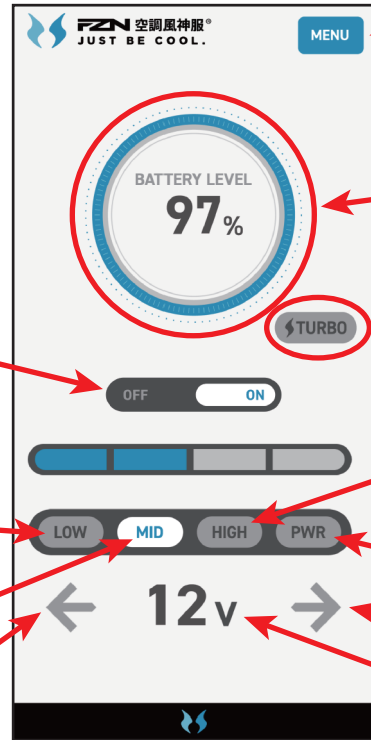 FZN 空調風神服®
JUST BE COOL.
MENU
BATTERY LEVEL
97%
TURBO
OFF ON
LOW MID HIGH PWR
12V